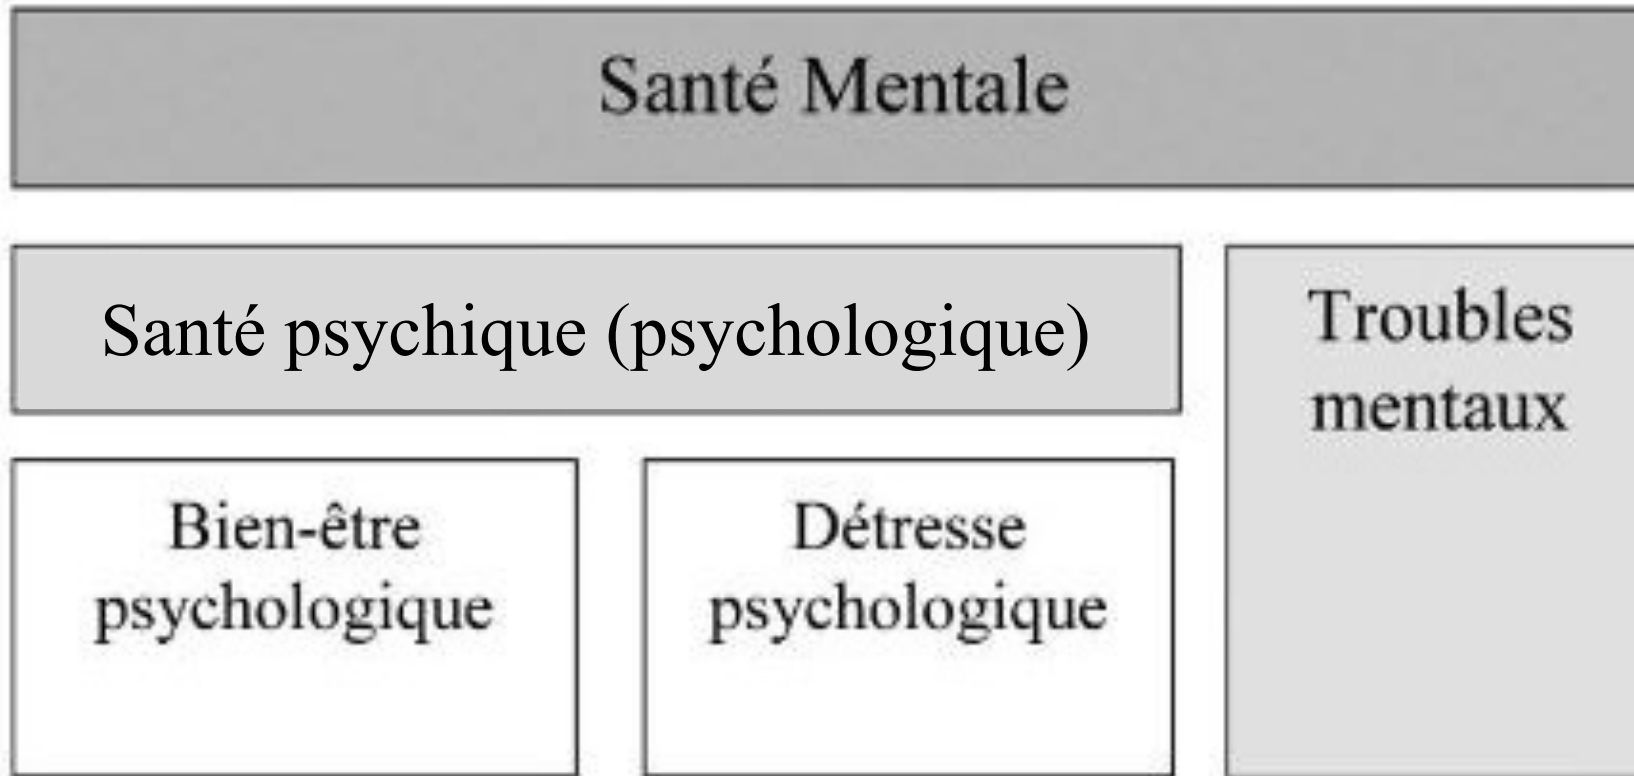 Santé Mentale
Santé psychique (psychologique)
Troubles
mentaux
Bien-être
psychologique
Détresse
psychologique